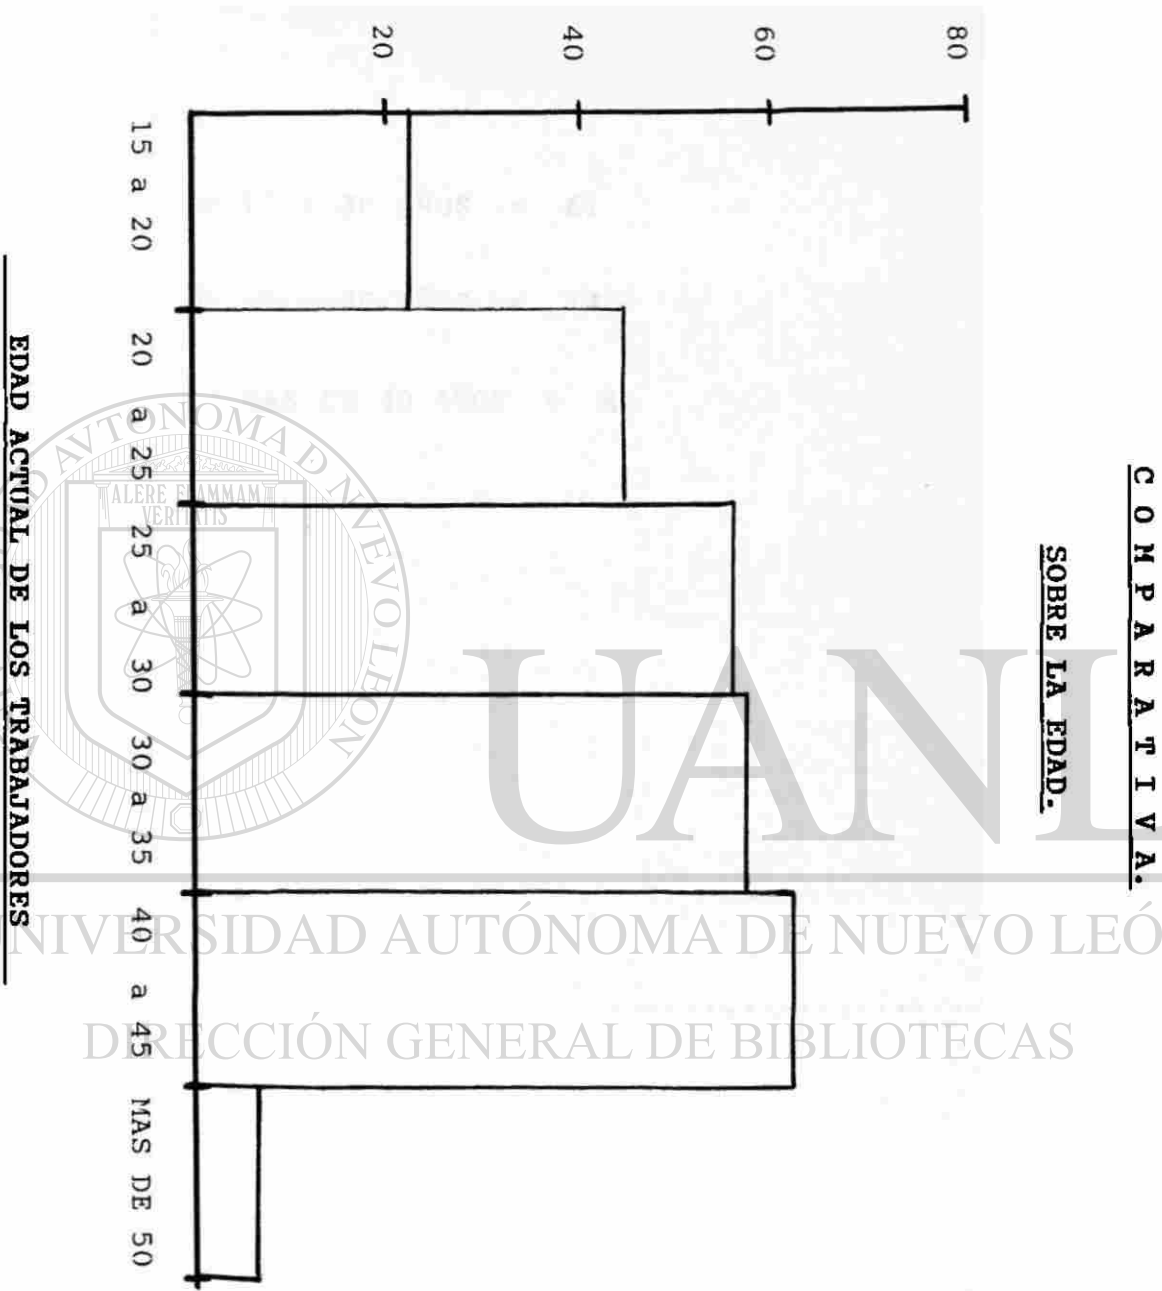 C O M P A R A T I V A.
SOBRE LA EDAD.
80
60
40
20
15 a 20
20 a 25
25 a 30
30 a 35
40 a 45
MAS DE 50
EDAD ACTUAL DE LOS TRABAJADORES
ALERE FLAMMAM
VERITATIS
UANL
NIVERSIDAD AUTÓNOMA DE NUEVO LEÓ
DIRECCIÓN GENERAL DE BIBLIOTECAS